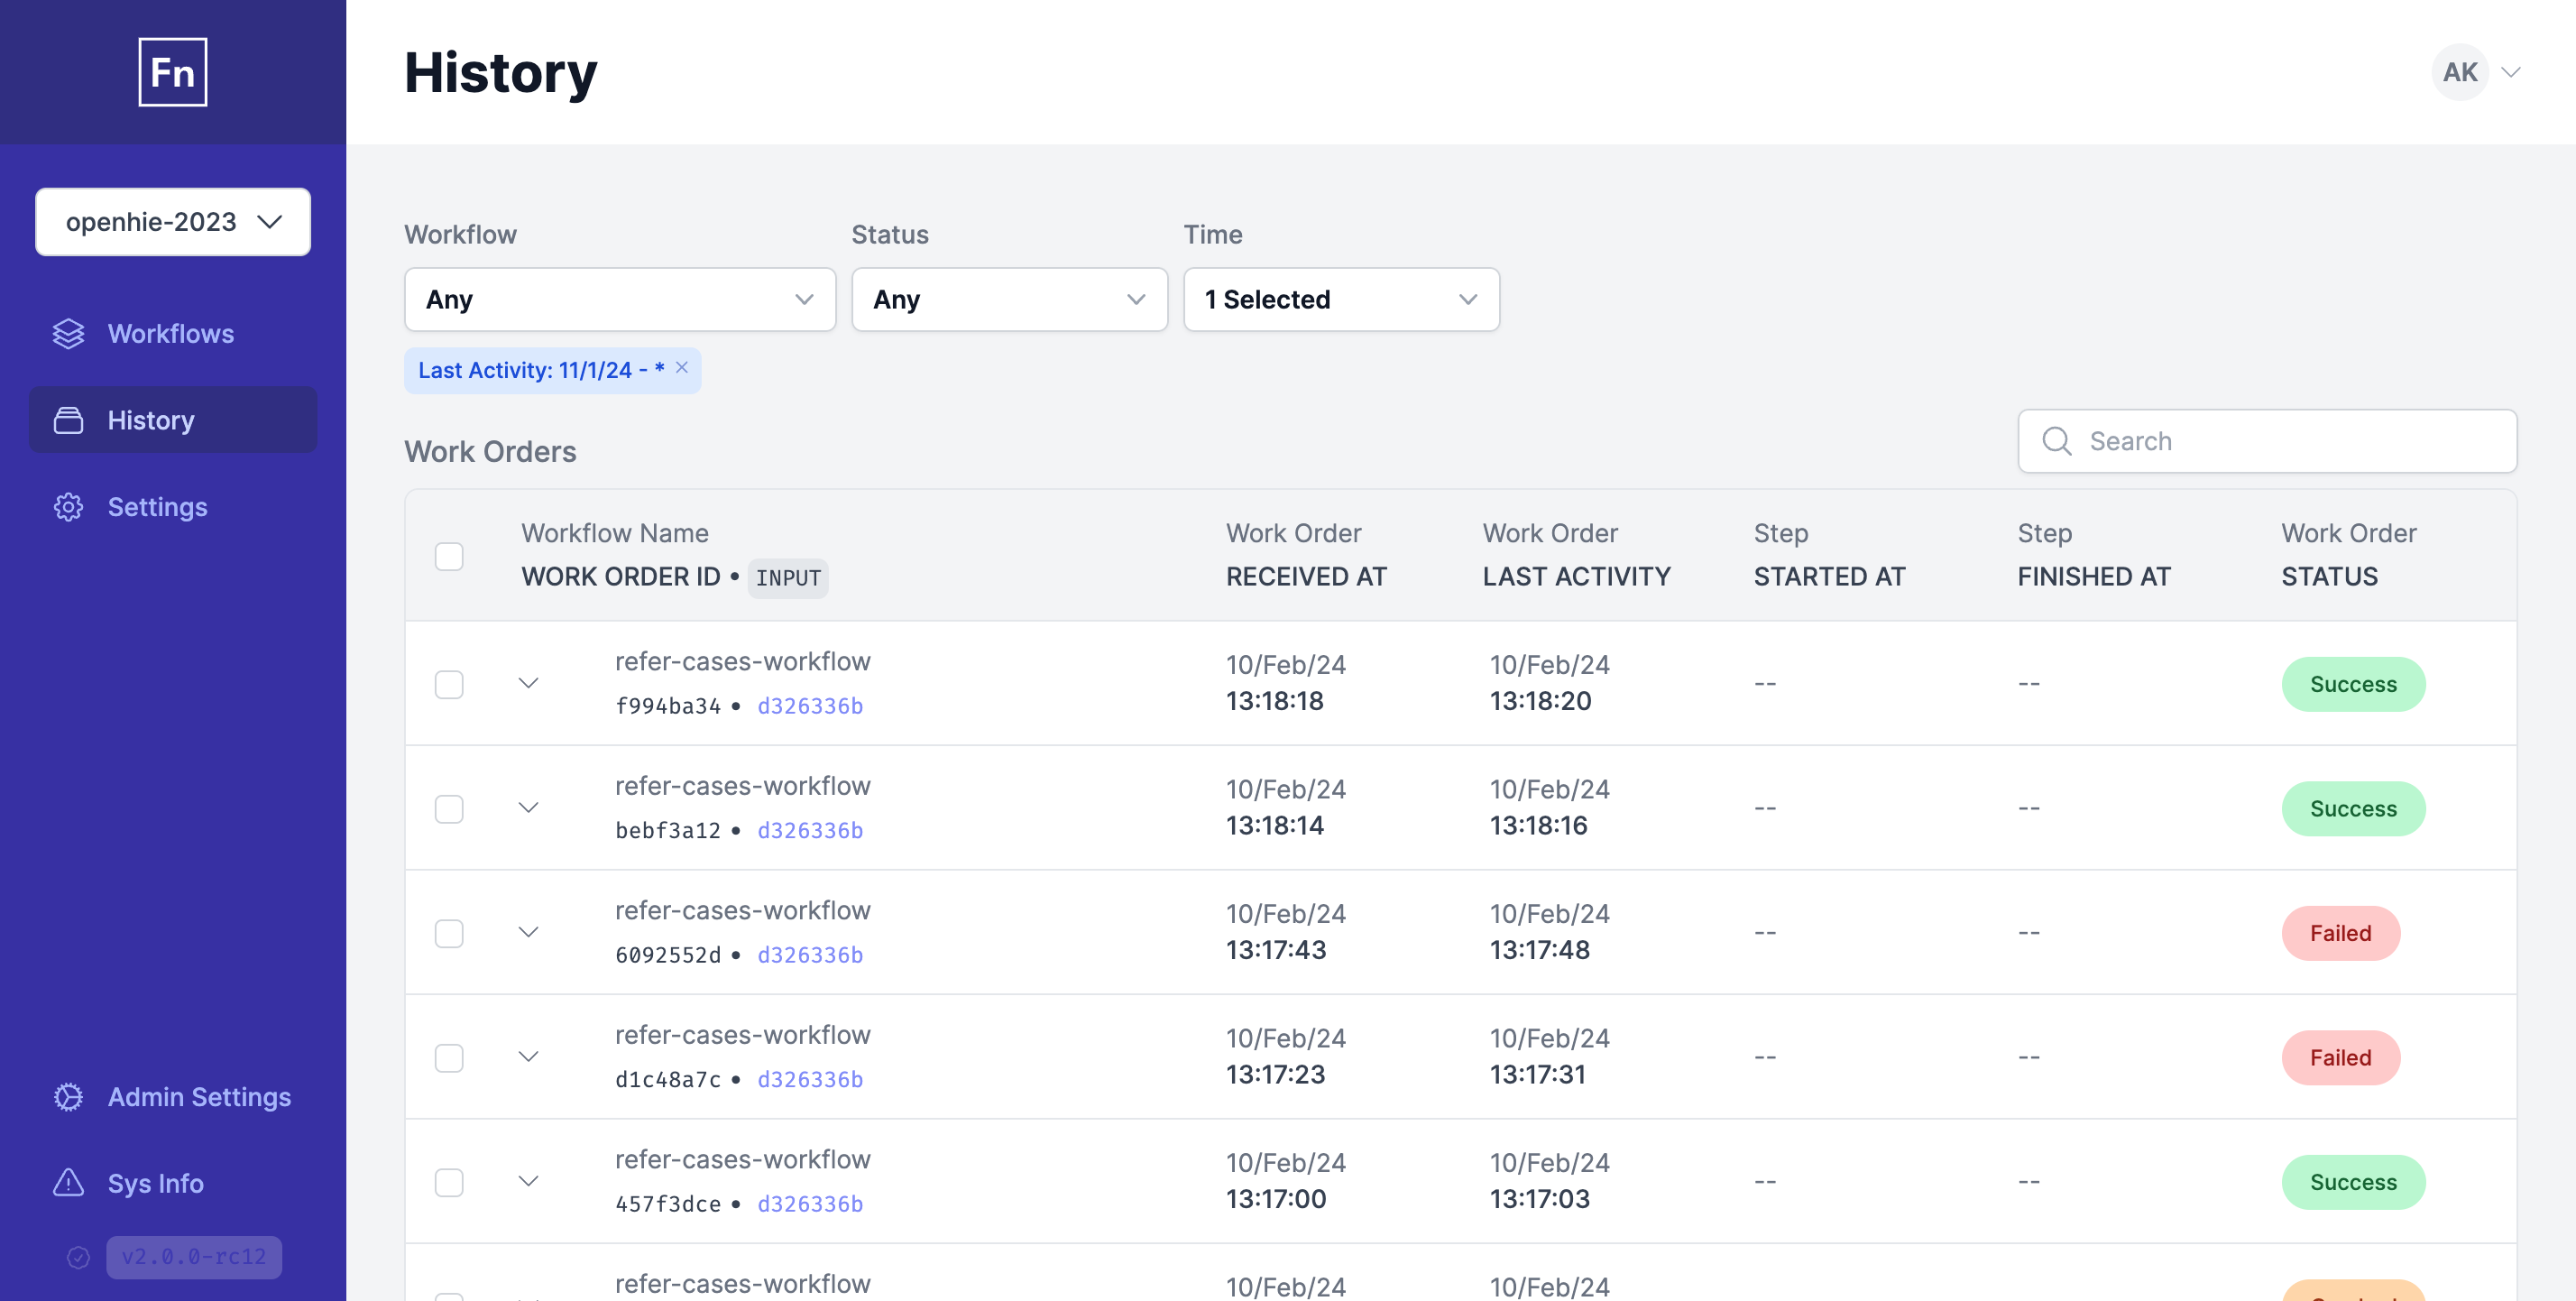 Fn
History
AK
openhie-2023
Workflows
History
Settings
Admin Settings
Sys Info
v2.0.0-rc12
Workflow
Status
Time
Any
Any
1 Selected
Last Activity: 11/1/24 - *
Work Orders
Search
Workflow Name
Work Order
Work Order
Step
Step
Work Order
WORK ORDER ID • INPUT
RECEIVED AT
LAST ACTIVITY
STARTED AT
FINISHED AT
STATUS
refer-cases-workflow
f994ba34 • d326336b
10/Feb/24
13:18:18
10/Feb/24
13:18:20
--
--
Success
refer-cases-workflow
bebf3a12 • d326336b
10/Feb/24
13:18:14
10/Feb/24
13:18:16
--
--
Success
refer-cases-workflow
6092552d • d326336b
10/Feb/24
13:17:43
10/Feb/24
13:17:48
--
--
Failed
refer-cases-workflow
d1c48a7c • d326336b
10/Feb/24
13:17:23
10/Feb/24
13:17:31
--
--
Failed
refer-cases-workflow
457f3dce • d326336b
10/Feb/24
13:17:00
10/Feb/24
13:17:03
--
--
Success
refer-cases-workflow
10/Feb/24
10/Feb/24